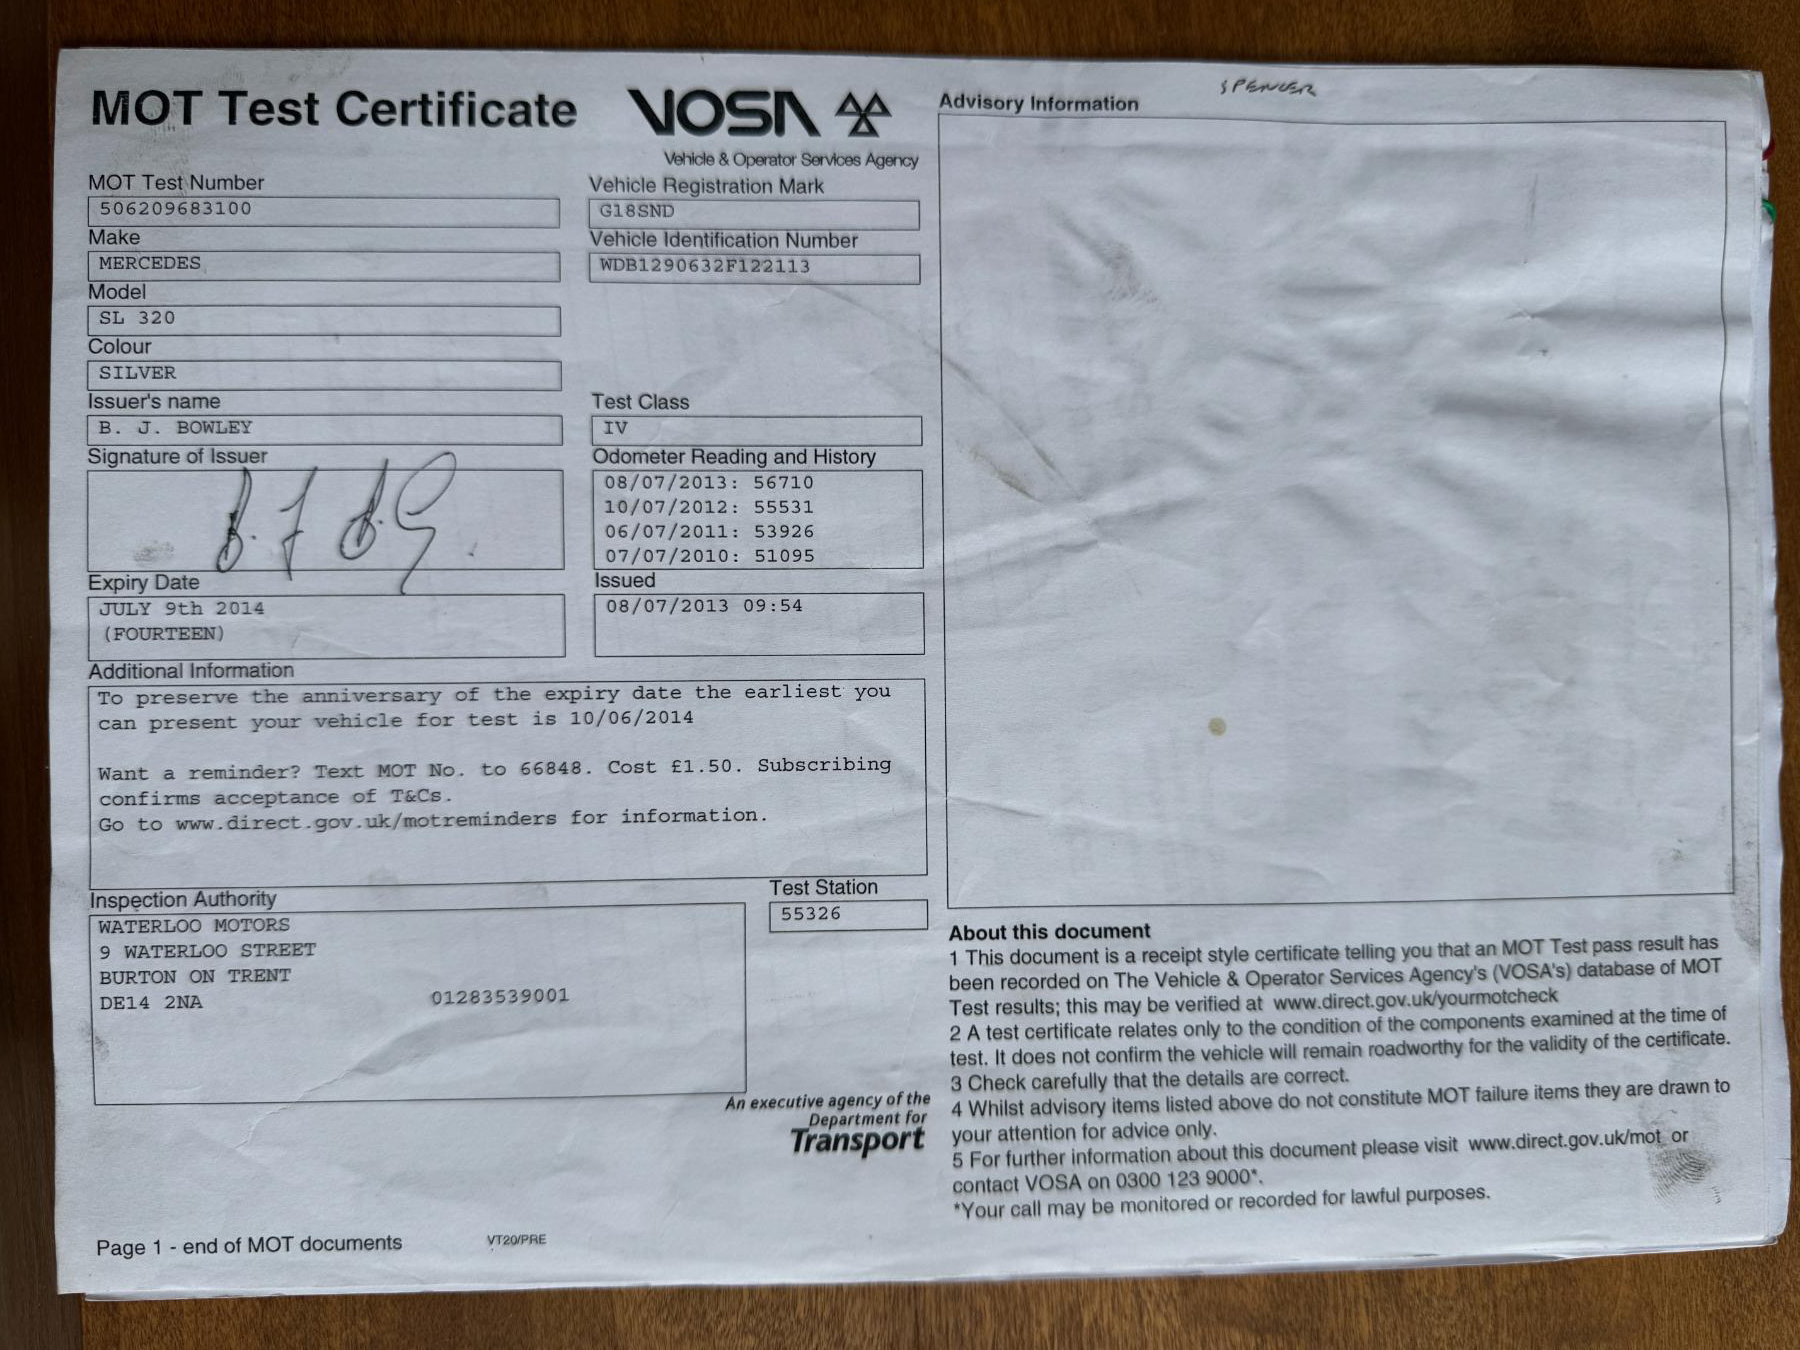 MOT Test Certificate
VOSA
Vehicle & Operator Services Agency
MOT Test Number
506209683100
Vehicle Registration Mark
G18SND
Make
MERCEDES
Vehicle Identification Number
WDB1290632F122113
Model
SL 320
Colour
SILVER
Issuer's name
B. J. BOWLEY
Test Class
IV
Signature of Issuer
Odometer Reading and History
08/07/2013: 56710
10/07/2012: 55531
06/07/2011: 53926
07/07/2010: 51095
Expiry Date
JULY 9th 2014
(FOURTEEN)
Issued
08/07/2013 09:54
Additional Information
To preserve the anniversary of the expiry date the earliest you
can present your vehicle for test is 10/06/2014
Want a reminder? Text MOT No. to 66848. Cost £1.50. Subscribing
confirms acceptance of T&Cs.
Go to www.direct.gov.uk/motreminders for information.
Inspection Authority
WATERLOO MOTORS
9 WATERLOO STREET
BURTON ON TRENT
DE14 2NA 01283539001
Test Station
55326
An executive agency of the
Department for
Transport
Page 1 - end of MOT documents
VT20/PRE
SPENCER
Advisory Information
About this document
1 This document is a receipt style certificate telling you that an MOT Test pass result has
been recorded on The Vehicle & Operator Services Agency's (VOSA's) database of MOT
Test results; this may be verified at www.direct.gov.uk/yourmotcheck
2 A test certificate relates only to the condition of the components examined at the time of
test. It does not confirm the vehicle will remain roadworthy for the validity of the certificate.
3 Check carefully that the details are correct.
4 Whilst advisory items listed above do not constitute MOT failure items they are drawn to
your attention for advice only.
5 For further information about this document please visit www.direct.gov.uk/mot or
contact VOSA on 0300 123 9000*.
*Your call may be monitored or recorded for lawful purposes.